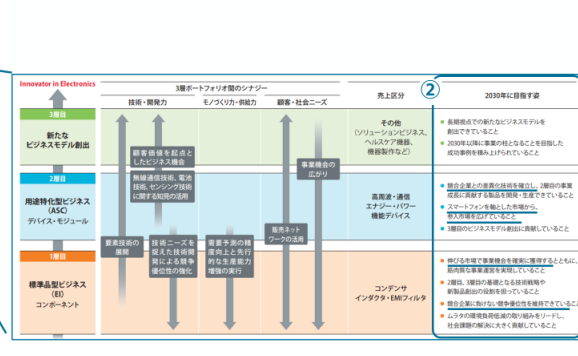 Innovator in Electronics
3層ポートフォリオ間のシナジー
技術・開発力
モノづくり力・供給力
顧客・社会ニーズ
売上区分
②
2030年に目指す姿
3層目
新たな
ビジネスモデル創出
顧客価値を起点と
したビジネス機会
事業機会の
広がり
その他
(ソリューションビジネス、
ヘルスケア機器、
機器製作など)
長期視点での新たなビジネスモデルを
創出できていること
2030年以降に事業の柱となることを目指した
成功事例を積み上げられていること
2層目
用途特化型ビジネス
(ASC)
デバイス・モジュール
無線通信技術、電池
技術、センシング技術
に関する知見の活用
販売ネット
ワークの活用
高周波・通信
エナジー・パワー
機能デバイス
競合企業との差異化技術を確立し、2層目の事業
成長に貢献する製品を開発・生産できていること
スマートフォンを軸とした市場から、
参入市場を広げていること
3層目のビジネスモデル創出に貢献していること
1層目
標準品型ビジネス
(EI)
コンポーネント
要素技術の
展開
技術ニーズを
捉えた技術開
発による競争
優位性の強化
需要予測の精
度向上と先行
的な生産能力
増強の実行
コンデンサ
インダクタ・EMIフィルタ
伸びる市場で事業機会を確実に獲得するとともに、
筋肉質な事業運営を実現していること
2層目、3層目の基礎となる技術戦略や
新製品創出の役割を担っていること
競合企業に負けない競争優位性を維持できているこ
ムラタの環境負荷低減の取り組みをリードし、
社会課題の解決に大きく貢献していること